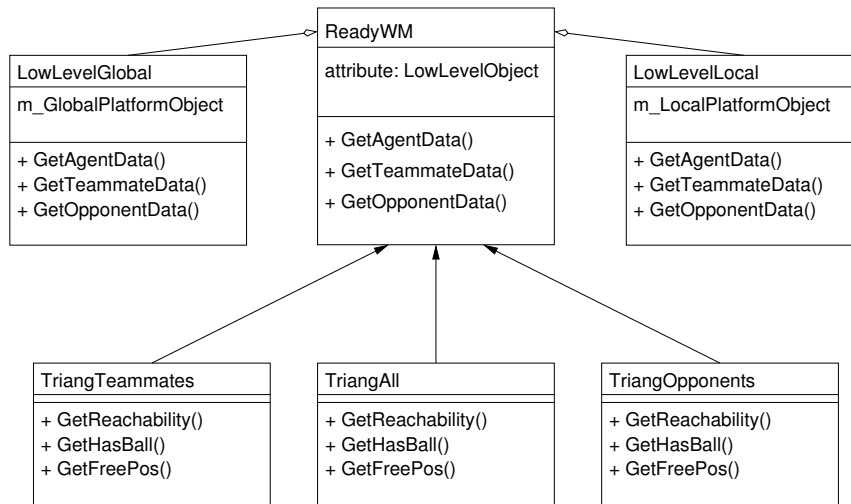 ReadyWM
attribute: LowLevelObject
+ GetAgentData()
+ GetTeammateData()
+ GetOpponentData()
LowLevelGlobal
m_GlobalPlatformObject
+ GetAgentData()
+ GetTeammateData()
+ GetOpponentData()
LowLevelLocal
m_LocalPlatformObject
+ GetAgentData()
+ GetTeammateData()
+ GetOpponentData()
TriangTeammates
+ GetReachability()
+ GetHasBall()
+ GetFreePos()
TriangAll
+ GetReachability()
+ GetHasBall()
+ GetFreePos()
TriangOpponents
+ GetReachability()
+ GetHasBall()
+ GetFreePos()